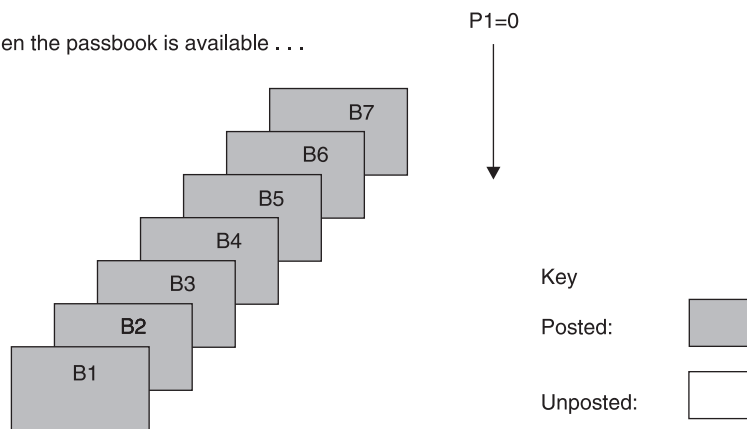 P1=0
en the passbook is available . . .
B7
B6
B5
B4
B3
B2
B1
Key
Posted:
Unposted: